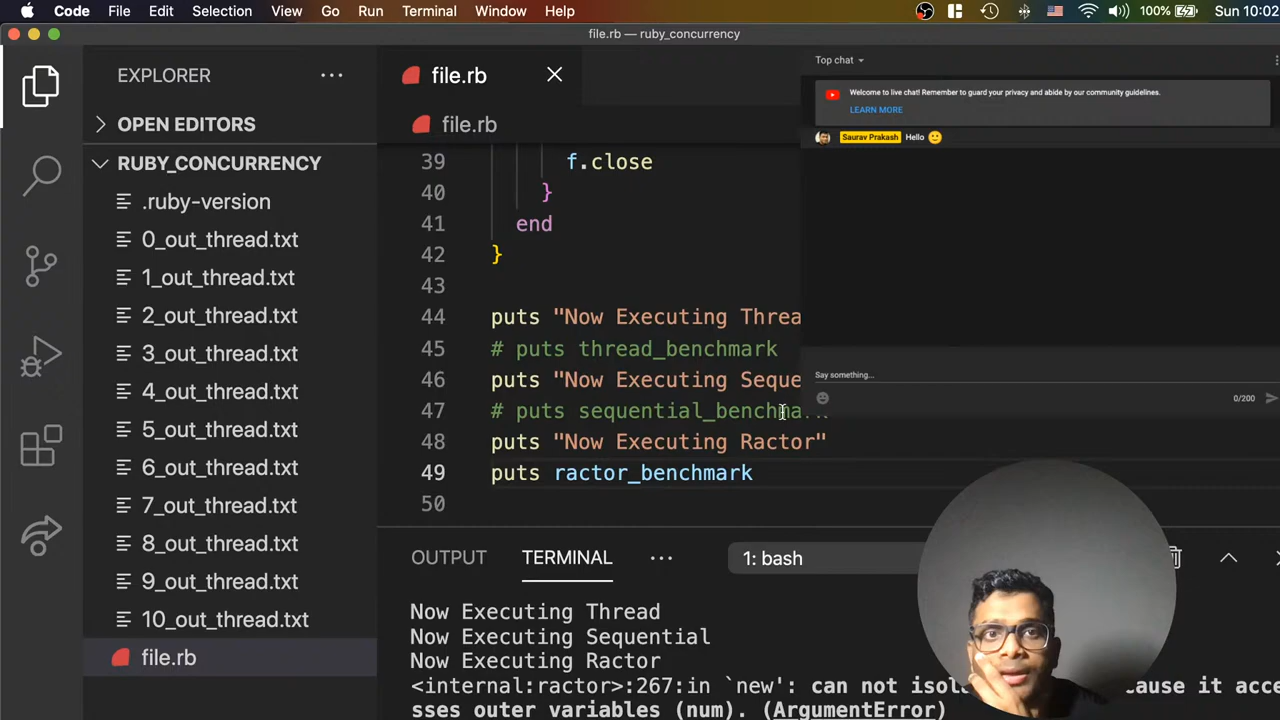 Code File Edit Selection View Go Run Terminal Window Help 100% Sun 10:02
file.rb — ruby_concurrency
EXPLORER
file.rb
Top chat
Welcome to live chat! Remember to guard your privacy and abide by our community guidelines.
LEARN MORE
OPEN EDITORS
file.rb
Saurav Prakash Hello
RUBY_CONCURRENCY
.ruby-version
0_out_thread.txt
1_out_thread.txt
2_out_thread.txt
3_out_thread.txt
4_out_thread.txt
5_out_thread.txt
6_out_thread.txt
7_out_thread.txt
8_out_thread.txt
9_out_thread.txt
10_out_thread.txt
file.rb
39 f.close
40 }
41 end
42 }
43
44 puts "Now Executing Threa
45 # puts thread_benchmark
46 puts "Now Executing Seque
47 # puts sequential_benchmark
48 puts "Now Executing Ractor"
49 puts ractor_benchmark
50
Say something...
0/200
OUTPUT TERMINAL 1: bash
Now Executing Thread
Now Executing Sequential
Now Executing Ractor
<internal:ractor>:267:in `new': can not isol cause it acce
sses outer variables (num). (ArgumentError)